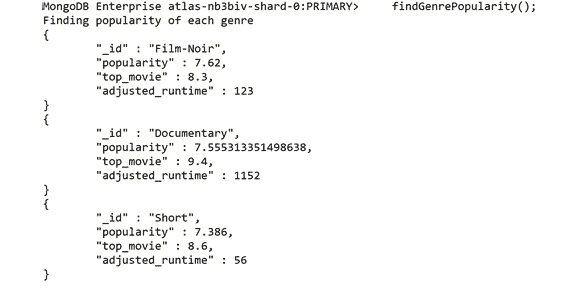 MongoDB Enterprise atlas-nb3biv-shard-0:PRIMARY>     findGenrePopularity();
Finding popularity of each genre
{
        "_id" : "Film-Noir",
        "popularity" : 7.62,
        "top_movie" : 8.3,
        "adjusted_runtime" : 123
}
{
        "_id" : "Documentary",
        "popularity" : 7.555313351498638,
        "top_movie" : 9.4,
        "adjusted_runtime" : 1152
}
{
        "_id" : "Short",
        "popularity" : 7.386,
        "top_movie" : 8.6,
        "adjusted_runtime" : 56
}